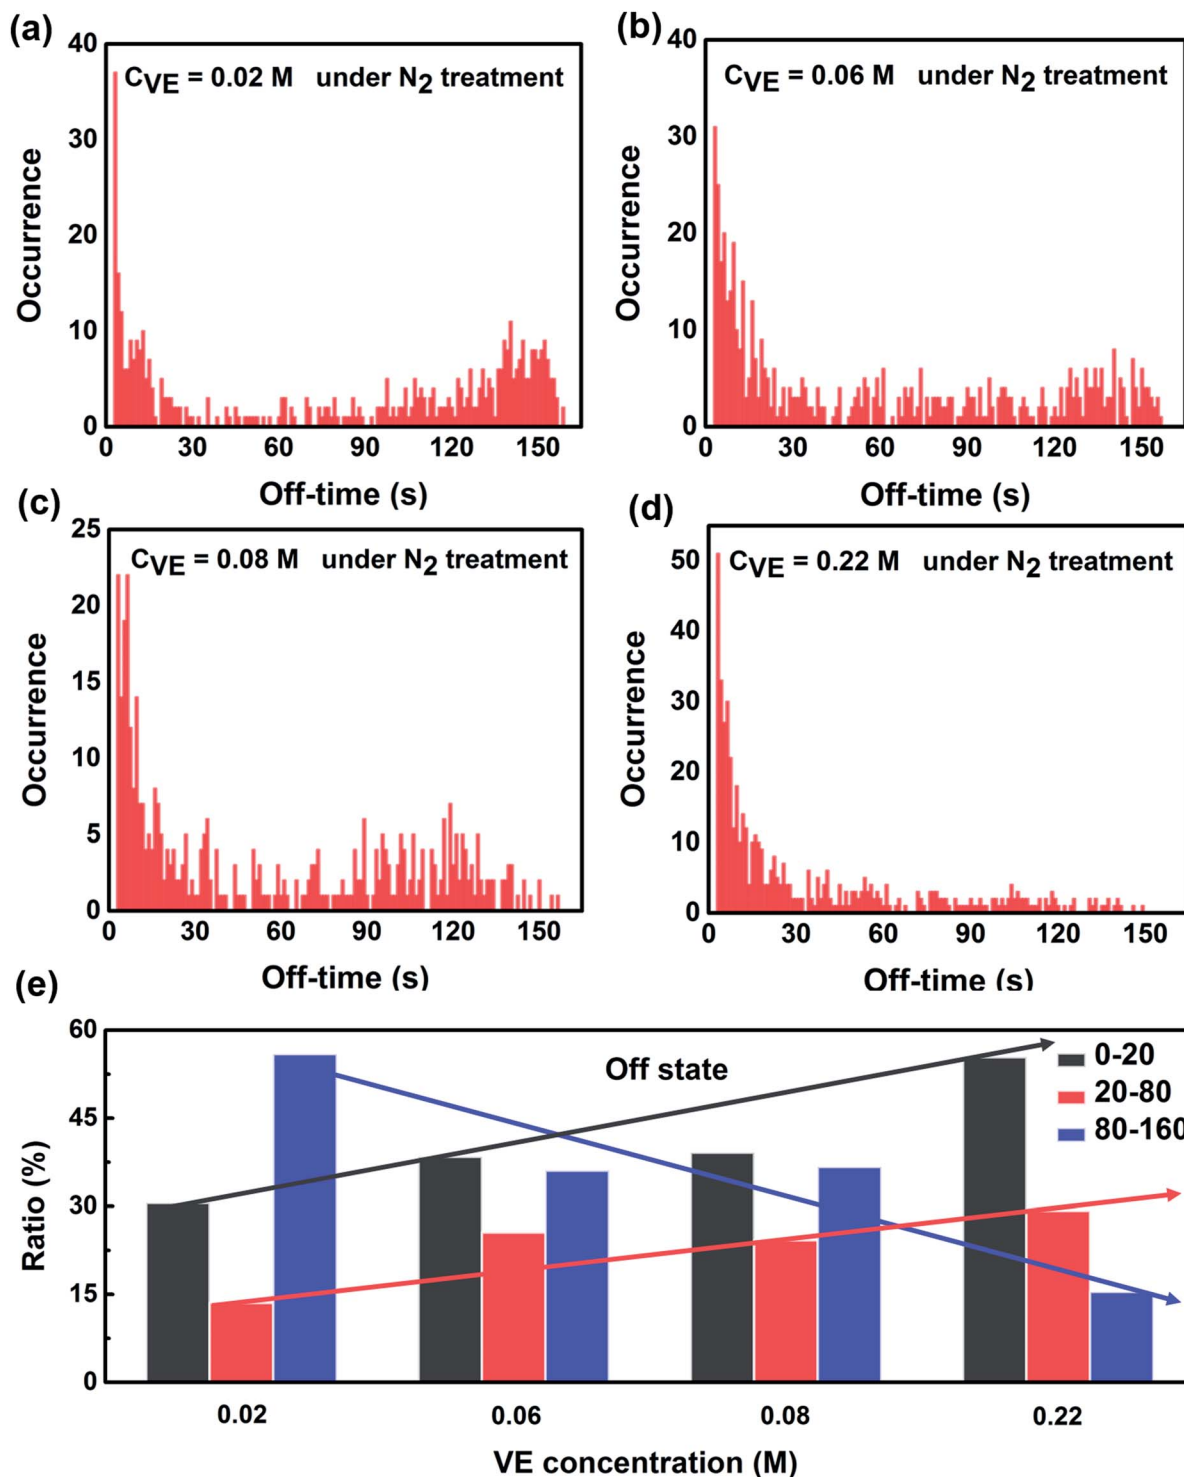 (a)
(b)
40
30
20
10
0
Occurrence
CVE = 0.02 M under N2 treatment
0 30 60 90 120 150
Off-time (s)
40
30
20
10
0
Occurrence
CVE = 0.06 M under N2 treatment
0 30 60 90 120 150
Off-time (s)
(c)
(d)
25
20
15
10
5
0
Occurrence
CVE = 0.08 M under N2 treatment
0 30 60 90 120 150
Off-time (s)
50
40
30
20
10
0
Occurrence
CVE = 0.22 M under N2 treatment
0 30 60 90 120 150
Off-time (s)
(e)
60
45
30
15
0
Ratio (%)
Off state
0-20
20-80
80-160
0.02 0.06 0.08 0.22
VE concentration (M)